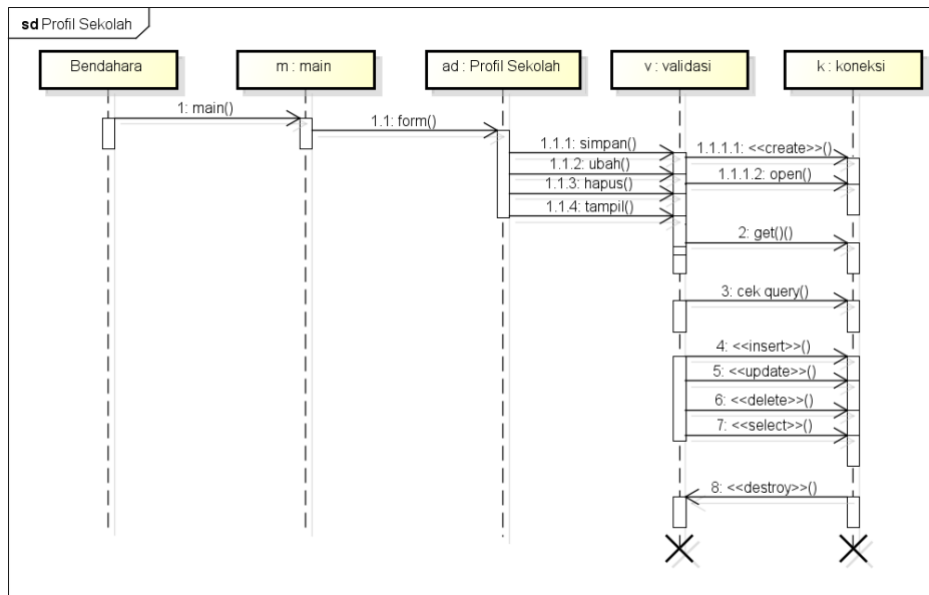 sd Profil Sekolah
Bendahara
m : main
ad : Profil Sekolah
v : validasi
k : koneksi
1: main()
1.1: form()
1.1.1: simpan()
1.1.1.1: <<create>>()
1.1.2: ubah()
1.1.1.2: open()
1.1.3: hapus()
1.1.4: tampil()
2: get()()
3: cek query()
4: <<insert>>()
5: <<update>>()
6: <<delete>>()
7: <<select>>()
8: <<destroy>>()